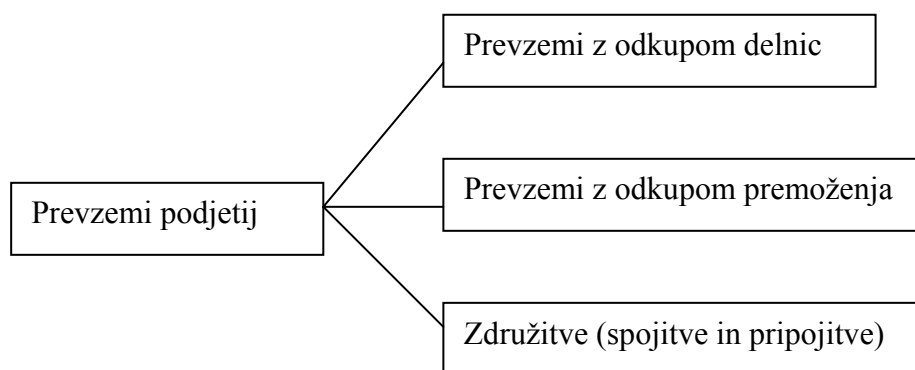 Prevzemi z odkupom delnic
Prevzemi z odkupom premoženja
Prevzemi podjetij
Združitve (spojitve in pripojitve)